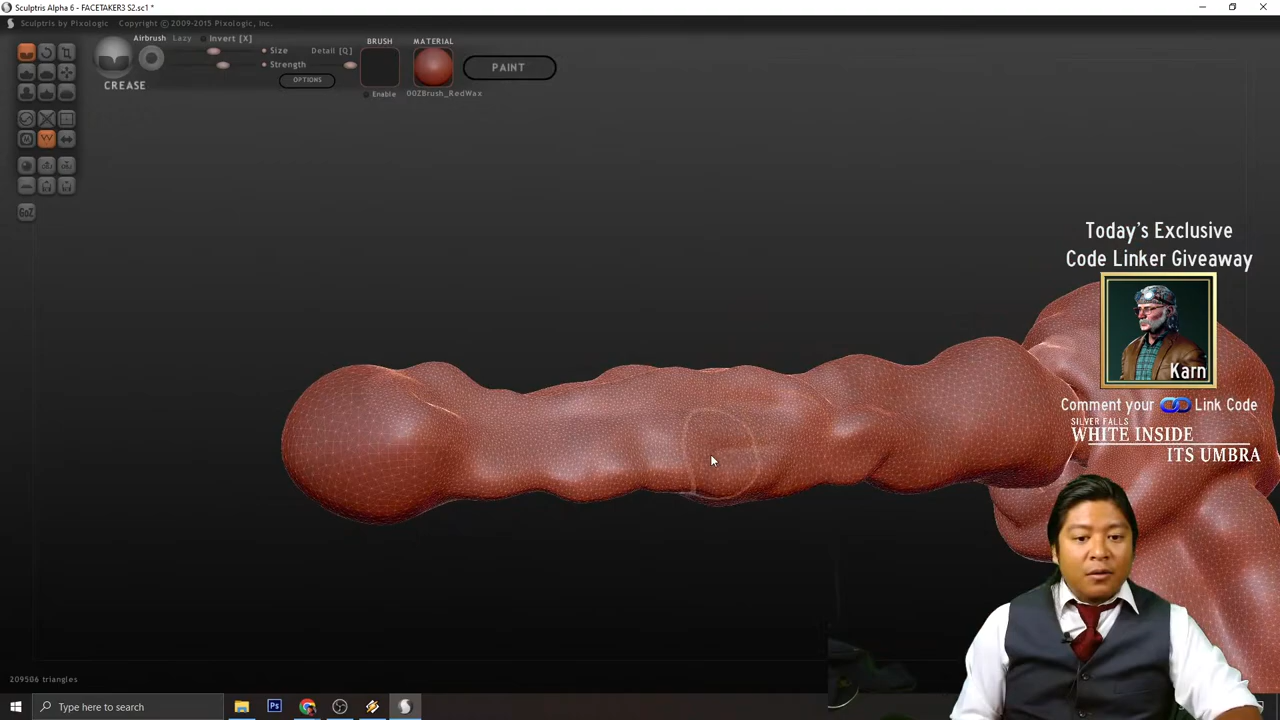 Sculptris Alpha 6 - FACETAKER3 S2.sc1 *
Sculptris by Pixologic Copyright © 2009-2015 Pixologic, Inc.
Airbrush Lazy Invert [X]
Size Detail [Q]
Strength
OPTIONS
CREASE
BRUSH
Enable
MATERIAL
00ZBrush_RedWax
PAINT
GoZ
Today's Exclusive
Code Linker Giveaway
Karn
Comment your Link Code
SILVER FALLS
WHITE INSIDE
ITS UMBRA
209506 triangles
Type here to search